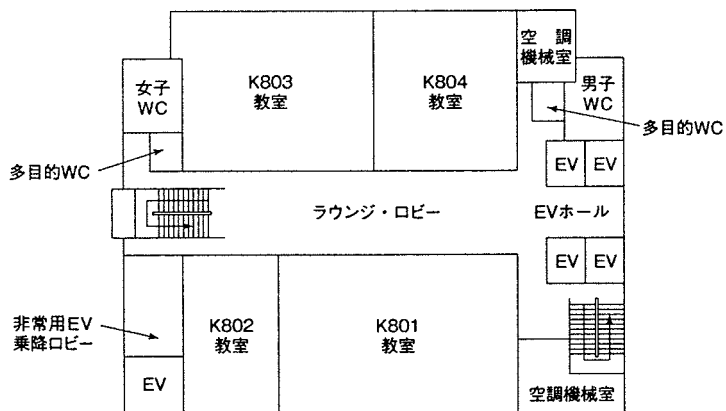 空 調
機械室
女子
WC
K803
教室
K804
教室
男子
WC
多目的WC
多目的WC
EV
EV
ラウンジ・ロビー
EVホール
EV
EV
非常用EV
乗降ロビー
K802
教室
K801
教室
EV
空調機械室